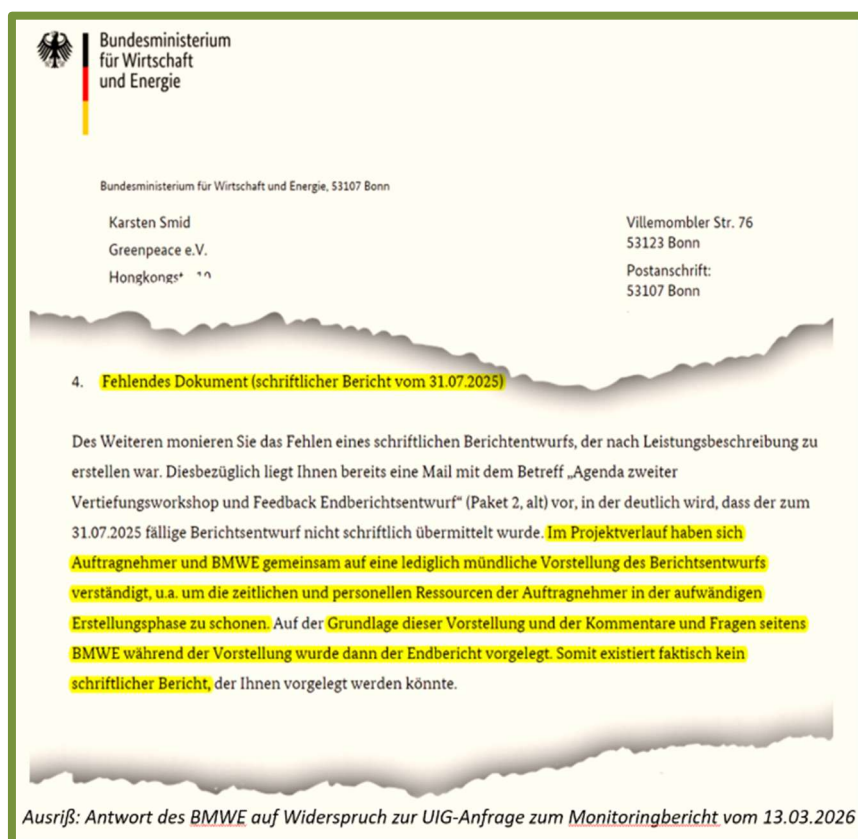 Bundesministerium
für Wirtschaft
und Energie
Bundesministerium für Wirtschaft und Energie, 53107 Bonn
Karsten Smid
Greenpeace e.V.
Villemombler Str. 76
53123 Bonn
Postanschrift:
53107 Bonn
4. Fehlendes Dokument (schriftlicher Bericht vom 31.07.2025)
Des Weiteren monieren Sie das Fehlen eines schriftlichen Berichtentwurfs, der nach Leistungsbeschreibung zu
erstellen war. Diesbezüglich liegt Ihnen bereits eine Mail mit dem Betreff „Agenda zweiter
Vertiefungsworkshop und Feedback Endberichtsentwurf“ (Paket 2, alt) vor, in der deutlich wird, dass der zum
31.07.2025 fällige Berichtsentwurf nicht schriftlich übermittelt wurde. Im Projektverlauf haben sich
Auftragnehmer und BMWE gemeinsam auf eine lediglich mündliche Vorstellung des Berichtsentwurfs
verständigt, u.a. um die zeitlichen und personellen Ressourcen der Auftragnehmer in der aufwändigen
Erstellungsphase zu schonen. Auf der Grundlage dieser Vorstellung und der Kommentare und Fragen seitens
BMWE während der Vorstellung wurde dann der Endbericht vorgelegt. Somit existiert faktisch kein
schriftlicher Bericht, der Ihnen vorgelegt werden könnte.
Ausriß: Antwort des BMWE auf Widerspruch zur UIG-Anfrage zum Monitoringbericht vom 13.03.2026